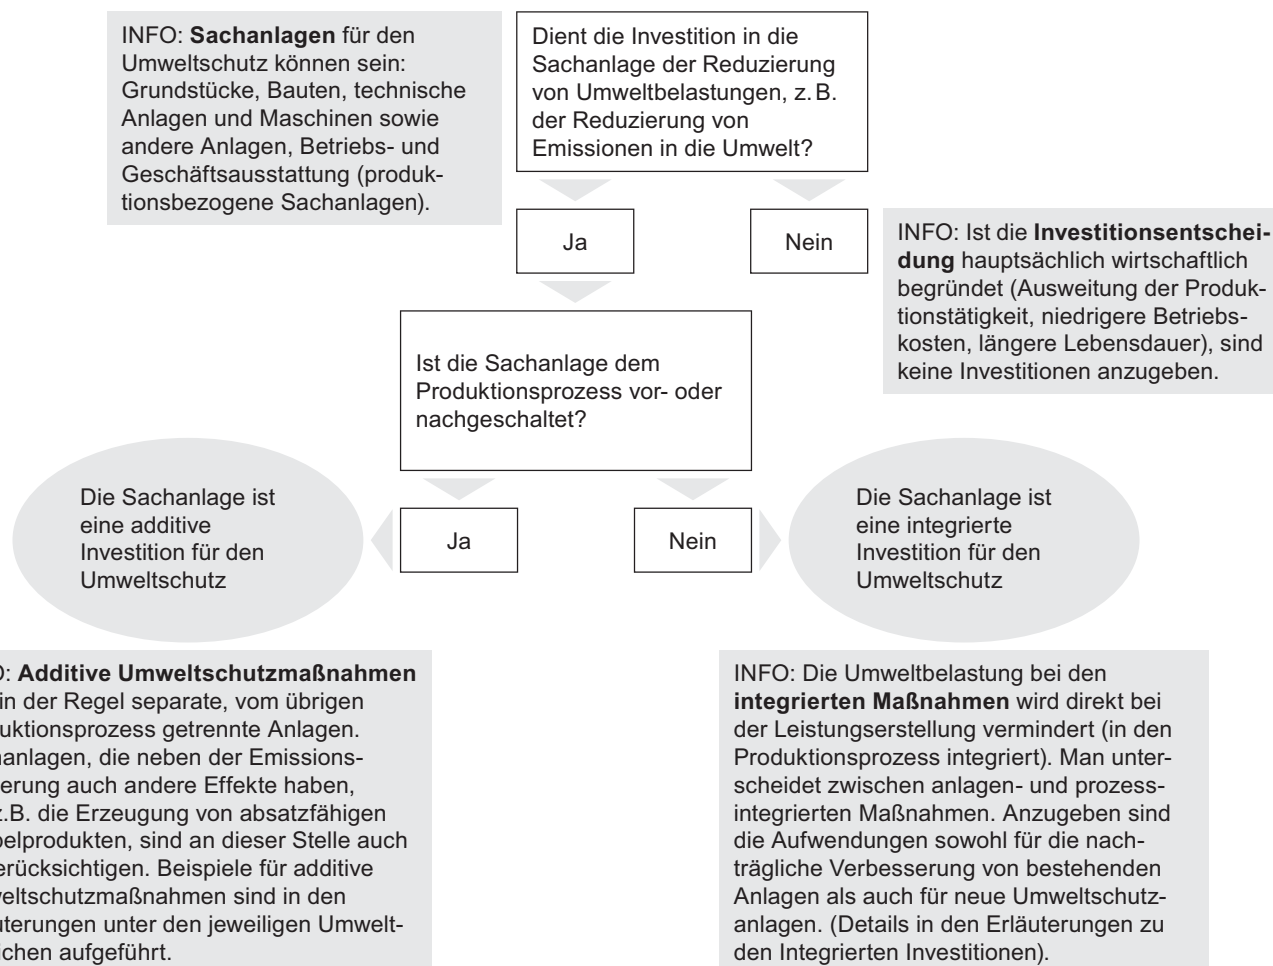 INFO: Sachanlagen für den
Umweltschutz können sein:
Grundstücke, Bauten, technische
Anlagen und Maschinen sowie
andere Anlagen, Betriebs- und
Geschäftsausstattung (produk-
tionsbezogene Sachanlagen).
Dient die Investition in die
Sachanlage der Reduzierung
von Umweltbelastungen, z. B.
der Reduzierung von
Emissionen in die Umwelt?
Ja
Nein
INFO: Ist die Investitionsentschei-
dung hauptsächlich wirtschaftlich
begründet (Ausweitung der Produk-
tionstätigkeit, niedrigere Betriebs-
kosten, längere Lebensdauer), sind
keine Investitionen anzugeben.
Ist die Sachanlage dem
Produktionsprozess vor- oder
nachgeschaltet?
Ja
Nein
Die Sachanlage ist
eine additive
Investition für den
Umweltschutz
Die Sachanlage ist
eine integrierte
Investition für den
Umweltschutz
Additive Umweltschutzmaßnahmen
in der Regel separate, vom übrigen
getrennte Anlagen.
die neben der Emissions-
auch andere Effekte haben,
z.B. die Erzeugung von absatzfähigen
sind an dieser Stelle auch
Beispiele für additive
sind in den
unter den jeweiligen Umwelt-
aufgeführt.
INFO: Die Umweltbelastung bei den
integrierten Maßnahmen wird direkt bei
der Leistungserstellung vermindert (in den
Produktionsprozess integriert). Man unter-
scheidet zwischen anlagen- und prozess-
integrierten Maßnahmen. Anzugeben sind
die Aufwendungen sowohl für die nach-
trägliche Verbesserung von bestehenden
Anlagen als auch für neue Umweltschutz-
anlagen. (Details in den Erläuterungen zu
den Integrierten Investitionen).